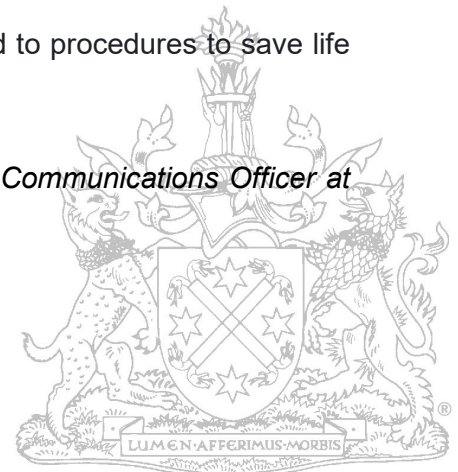 d to procedures to save life
Communications Officer at
LUMEN·AFFERIMUS·MORBIS
®